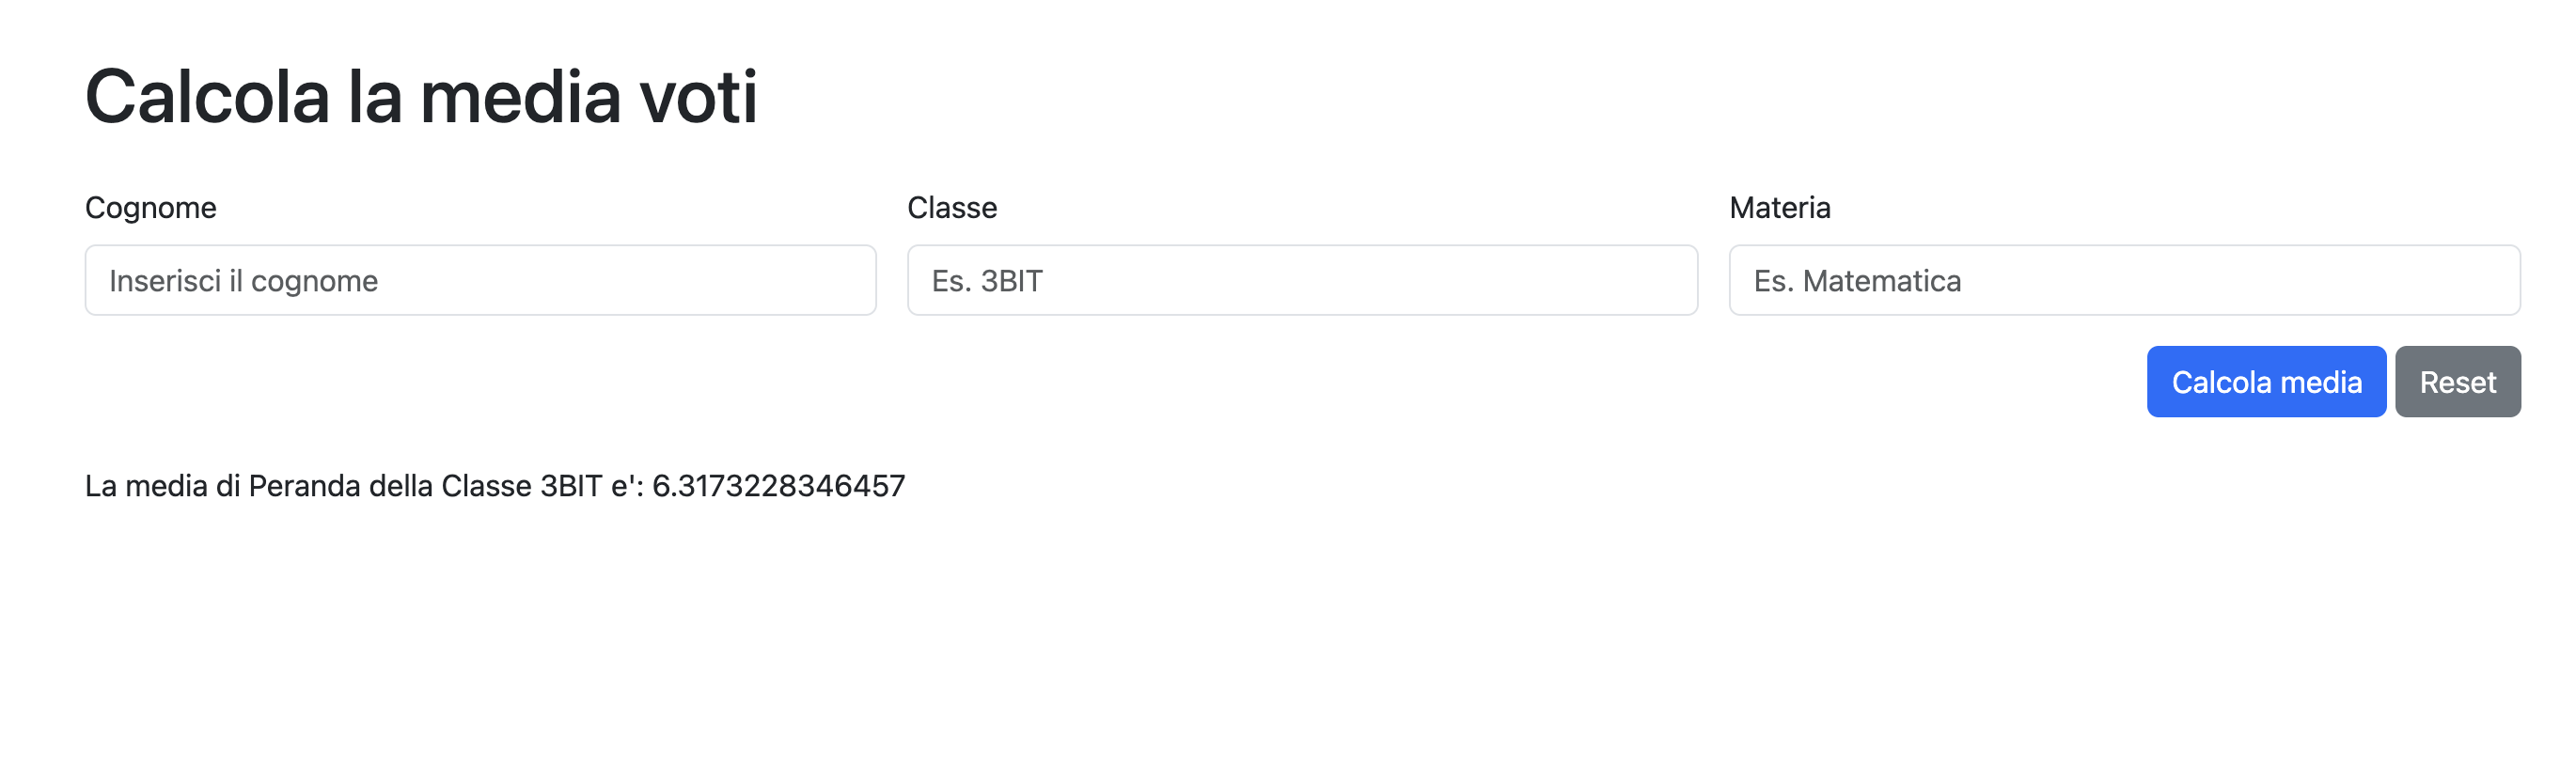 Calcola la media voti
Cognome
Classe
Materia
Inserisci il cognome
Es. 3BIT
Es. Matematica
Calcola media
Reset
La media di Peranda della Classe 3BIT e': 6.3173228346457